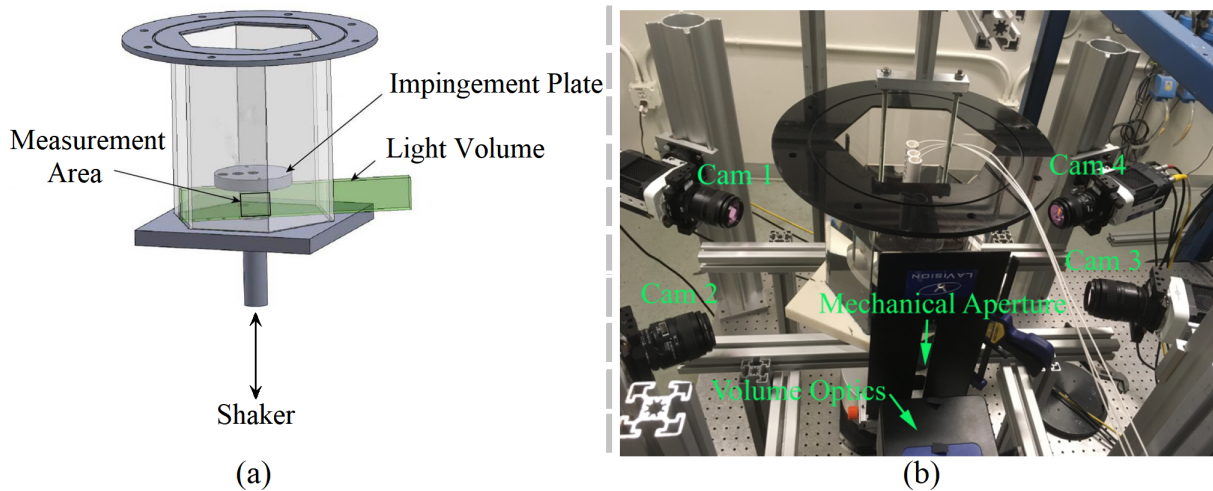 Impingement Plate
Measurement
Area
Light Volume
Shaker
(a)
Cam 1
Cam 4
Cam 2
Cam 3
LAVISION
Mechanical Aperture
Volume Optics
(b)